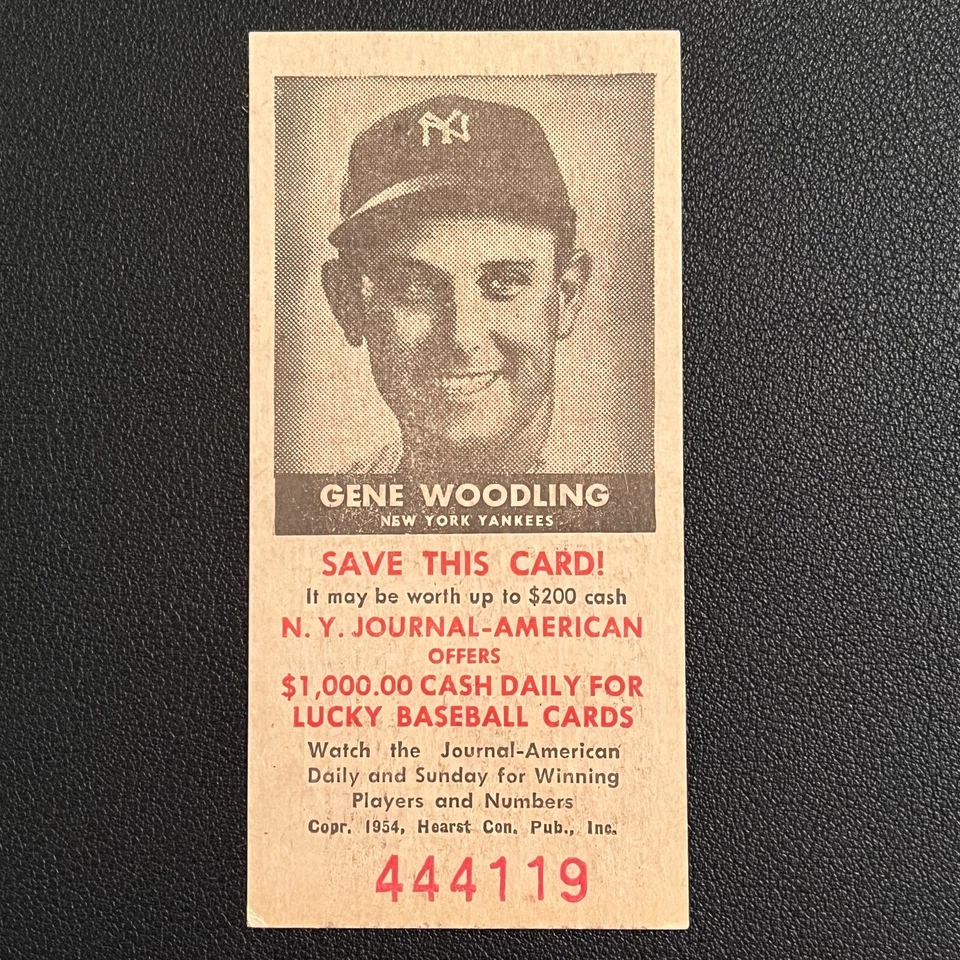 NY
GENE WOODLING
NEW YORK YANKEES
SAVE THIS CARD!
It may be worth up to $200 cash
N. Y. JOURNAL-AMERICAN
OFFERS
$1,000.00 CASH DAILY FOR
LUCKY BASEBALL CARDS
Watch the Journal-American
Daily and Sunday for Winning
Players and Numbers
Copr. 1954, Hearst Con. Pub., Inc.
444119